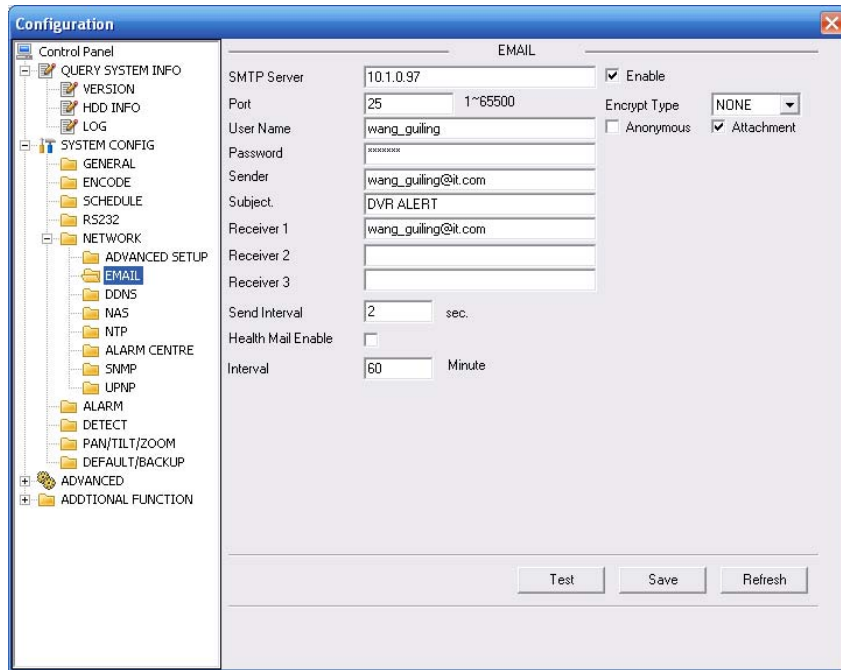 Configuration
Control Panel
QUERY SYSTEM INFO
VERSION
HDD INFO
LOG
SYSTEM CONFIG
GENERAL
ENCODE
SCHEDULE
RS232
NETWORK
ADVANCED SETUP
EMAIL
DDNS
NAS
NTP
ALARM CENTRE
SNMP
UPNP
ALARM
DETECT
PAN/TILT/ZOOM
DEFAULT/BACKUP
ADVANCED
ADDTIONAL FUNCTION
EMAIL
SMTP Server 10.1.0.97 Enable
Port 25 1~65500 Encrypt Type NONE
User Name wang_guiling Anonymous Attachment
Password *******
Sender wang_guiling@it.com
Subject. DVR ALERT
Receiver 1 wang_guiling@it.com
Receiver 2
Receiver 3
Send Interval 2 sec.
Health Mail Enable
Interval 60 Minute
Test Save Refresh